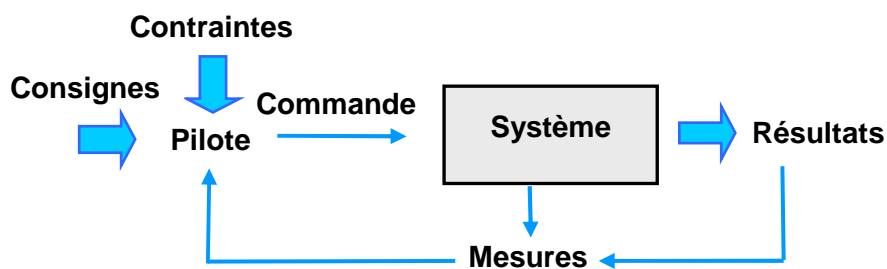 Contraintes
Consignes
Commande
Pilote
Système
Résultats
Mesures